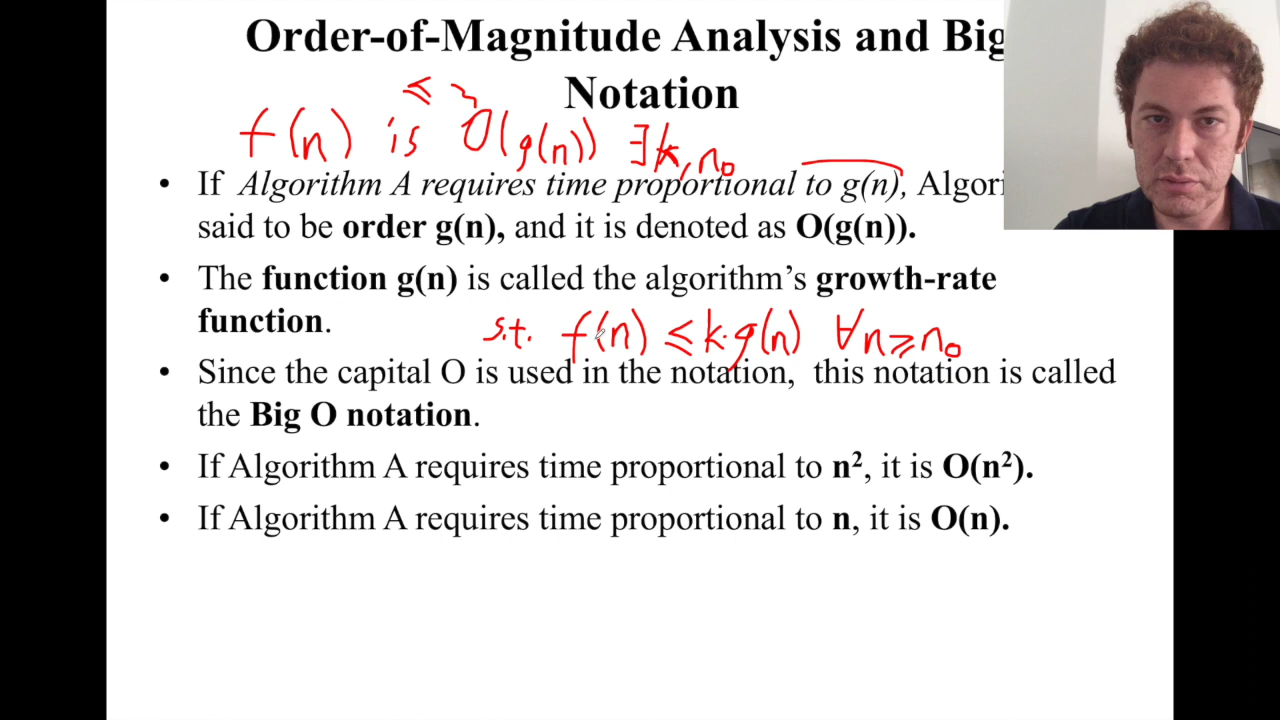 Order-of-Magnitude Analysis and Big
Notation
≤
f(n) is O(g(n)) ∃k, n₀
• If Algorithm A requires time proportional to g(n), Algori
said to be order g(n), and it is denoted as O(g(n)).
• The function g(n) is called the algorithm’s growth-rate
function.
s.t. f(n) ≤ k·g(n) ∀n≥n₀
• Since the capital O is used in the notation, this notation is called
the Big O notation.
• If Algorithm A requires time proportional to n², it is O(n²).
• If Algorithm A requires time proportional to n, it is O(n).